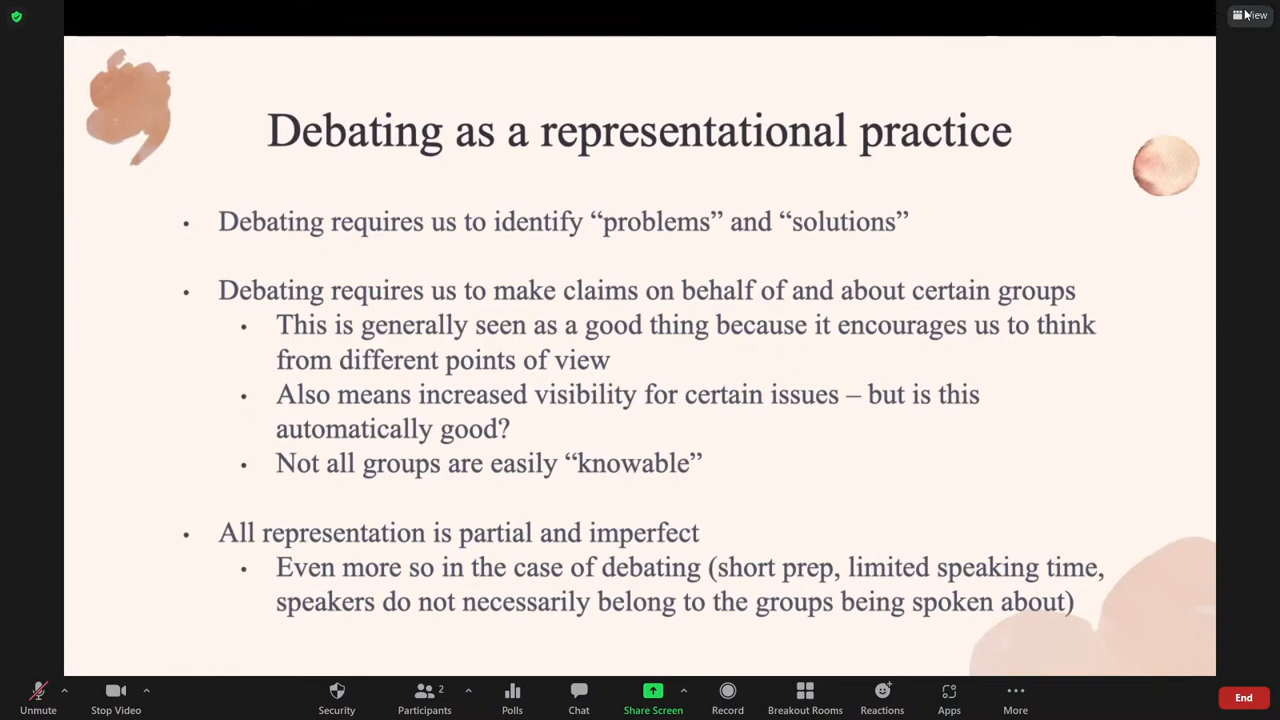 View
Debating as a representational practice
• Debating requires us to identify “problems” and “solutions”
• Debating requires us to make claims on behalf of and about certain groups
• This is generally seen as a good thing because it encourages us to think
from different points of view
• Also means increased visibility for certain issues – but is this
automatically good?
• Not all groups are easily “knowable”
• All representation is partial and imperfect
• Even more so in the case of debating (short prep, limited speaking time,
speakers do not necessarily belong to the groups being spoken about)
2
Unmute Stop Video Security Participants Polls Chat Share Screen Record Breakout Rooms Reactions Apps More End